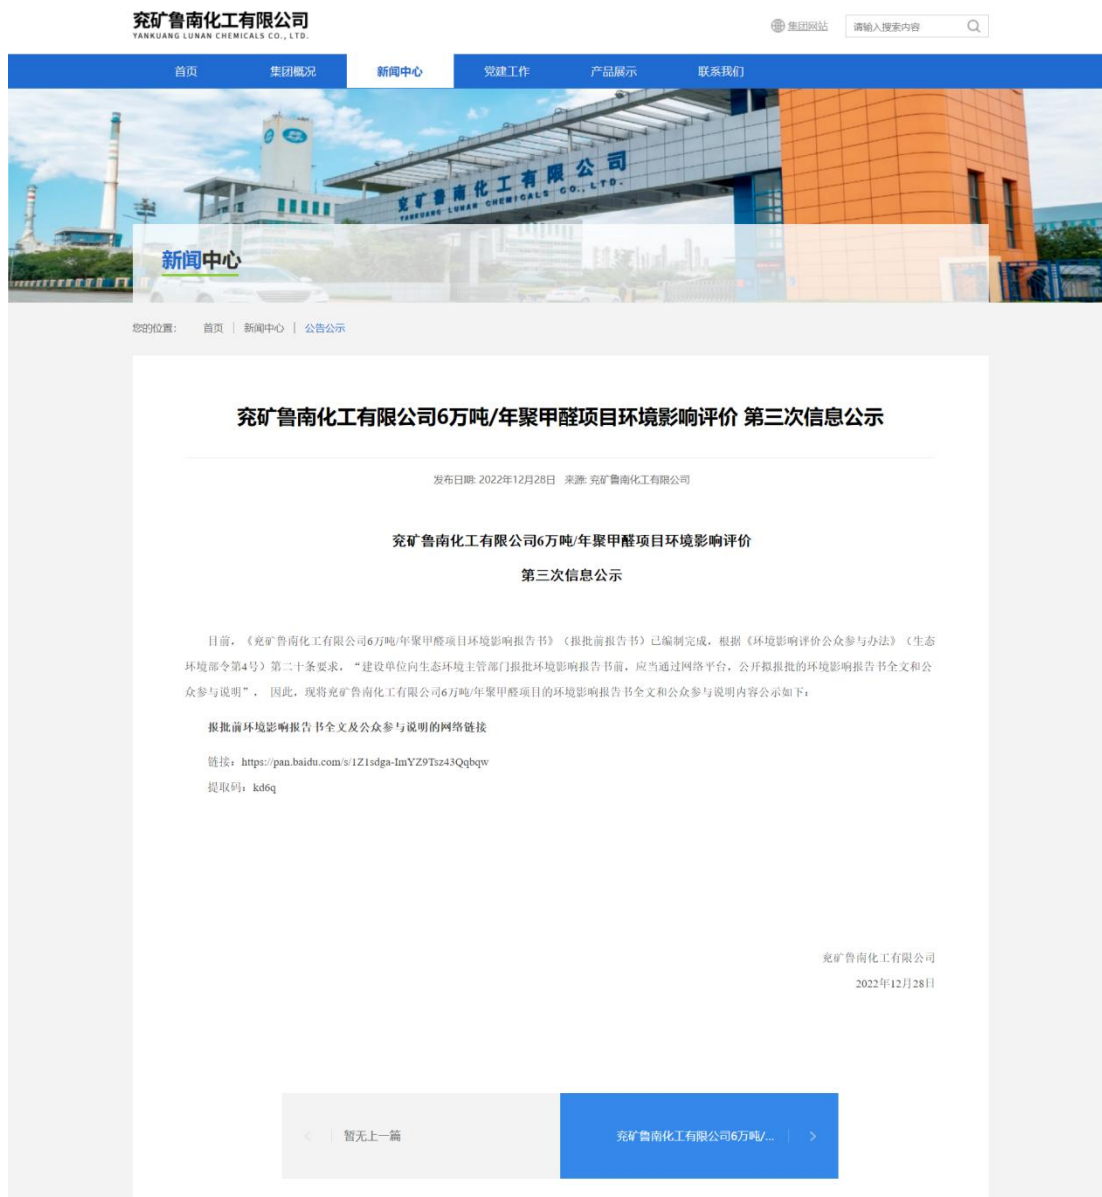 兖矿鲁南化工有限公司
YANKUANG LUNAN CHEMICALS CO., LTD.
集团网站
请输入搜索内容
首页 集团概况 新闻中心 党建工作 产品展示 联系我们
兖矿鲁南化工有限公司
YANKUANG LUNAN CHEMICALS CO., LTD.
新闻中心
您的位置： 首页 | 新闻中心 | 公告公示
兖矿鲁南化工有限公司6万吨/年聚甲醛项目环境影响评价 第三次信息公示
发布日期: 2022年12月28日 来源: 兖矿鲁南化工有限公司
兖矿鲁南化工有限公司6万吨/年聚甲醛项目环境影响评价
第三次信息公示
目前，《兖矿鲁南化工有限公司6万吨/年聚甲醛项目环境影响报告书》（报批前报告书）已编制完成，根据《环境影响评价公众参与办法》（生态
环境部令第4号）第二十条要求，“建设单位向生态环境主管部门报批环境影响报告书前，应当通过网络平台，公开拟报批的环境影响报告书全文和公
众参与说明”， 因此，现将兖矿鲁南化工有限公司6万吨/年聚甲醛项目的环境影响报告书全文和公众参与说明内容公示如下：
报批前环境影响报告书全文及公众参与说明的网络链接
链接：https://pan.baidu.com/s/1Z1sdga-ImYZ9Tsz43Qqbqw
提取码：kd6q
兖矿鲁南化工有限公司
2022年12月28日
暂无上一篇
兖矿鲁南化工有限公司6万吨/...